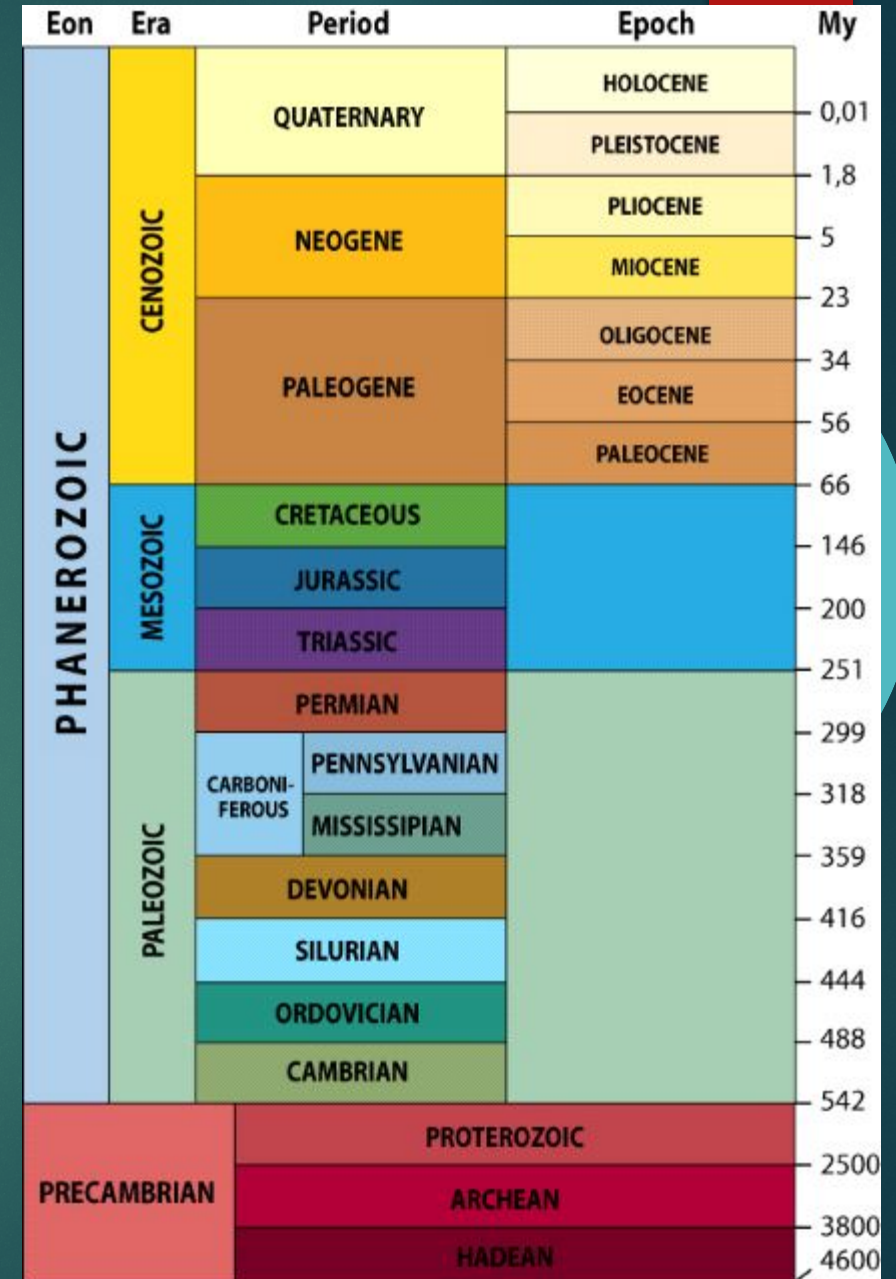 Eon Era Period Epoch My
HOLOCENE
0,01
QUATERNARY
PLEISTOCENE
1,8
PLIOCENE
5
NEOGENE
MIOCENE
23
CENOZOIC
OLIGOCENE
34
PALEOGENE
EOCENE
56
PALEOCENE
66
PHANEROZOIC
CRETACEOUS
146
MESOZOIC
JURASSIC
200
TRIASSIC
251
PERMIAN
299
PENNSYLVANIAN
CARBONI-
FEROUS
318
MISSISSIPIAN
359
PALEOZOIC
DEVONIAN
416
SILURIAN
444
ORDOVICIAN
488
CAMBRIAN
542
PROTEROZOIC
2500
PRECAMBRIAN
ARCHEAN
3800
HADEAN
4600